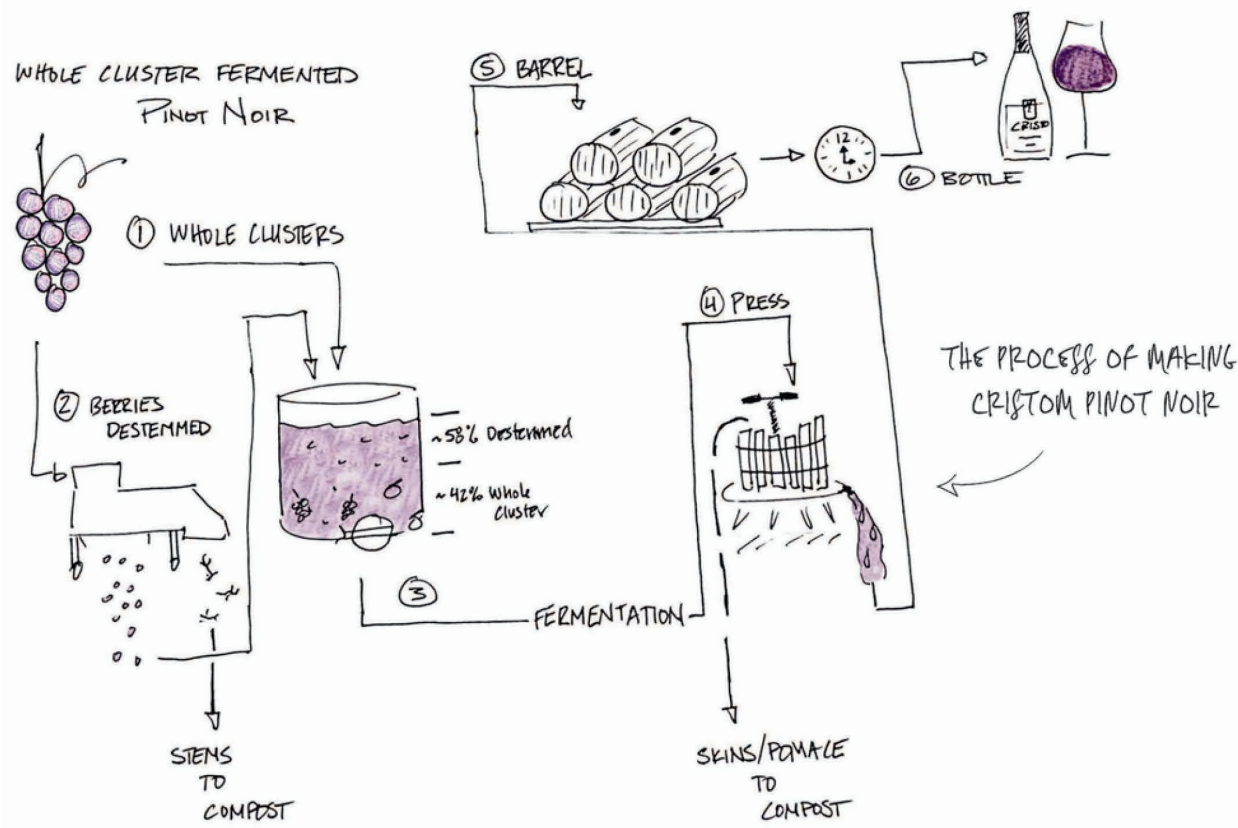 WHOLE CLUSTER FERMENTED
PINOT NOIR
① WHOLE CLUSTERS
② BERRIES
DESTEMMED
~58% Destemmed
~42% Whole
cluster
③
FERMENTATION
STEMS
TO
COMPOST
④ PRESS
SKINS/POMACE
TO
COMPOST
⑤ BARREL
12
⑥ BOTTLE
THE PROCESS OF MAKING
CRISTOM PINOT NOIR